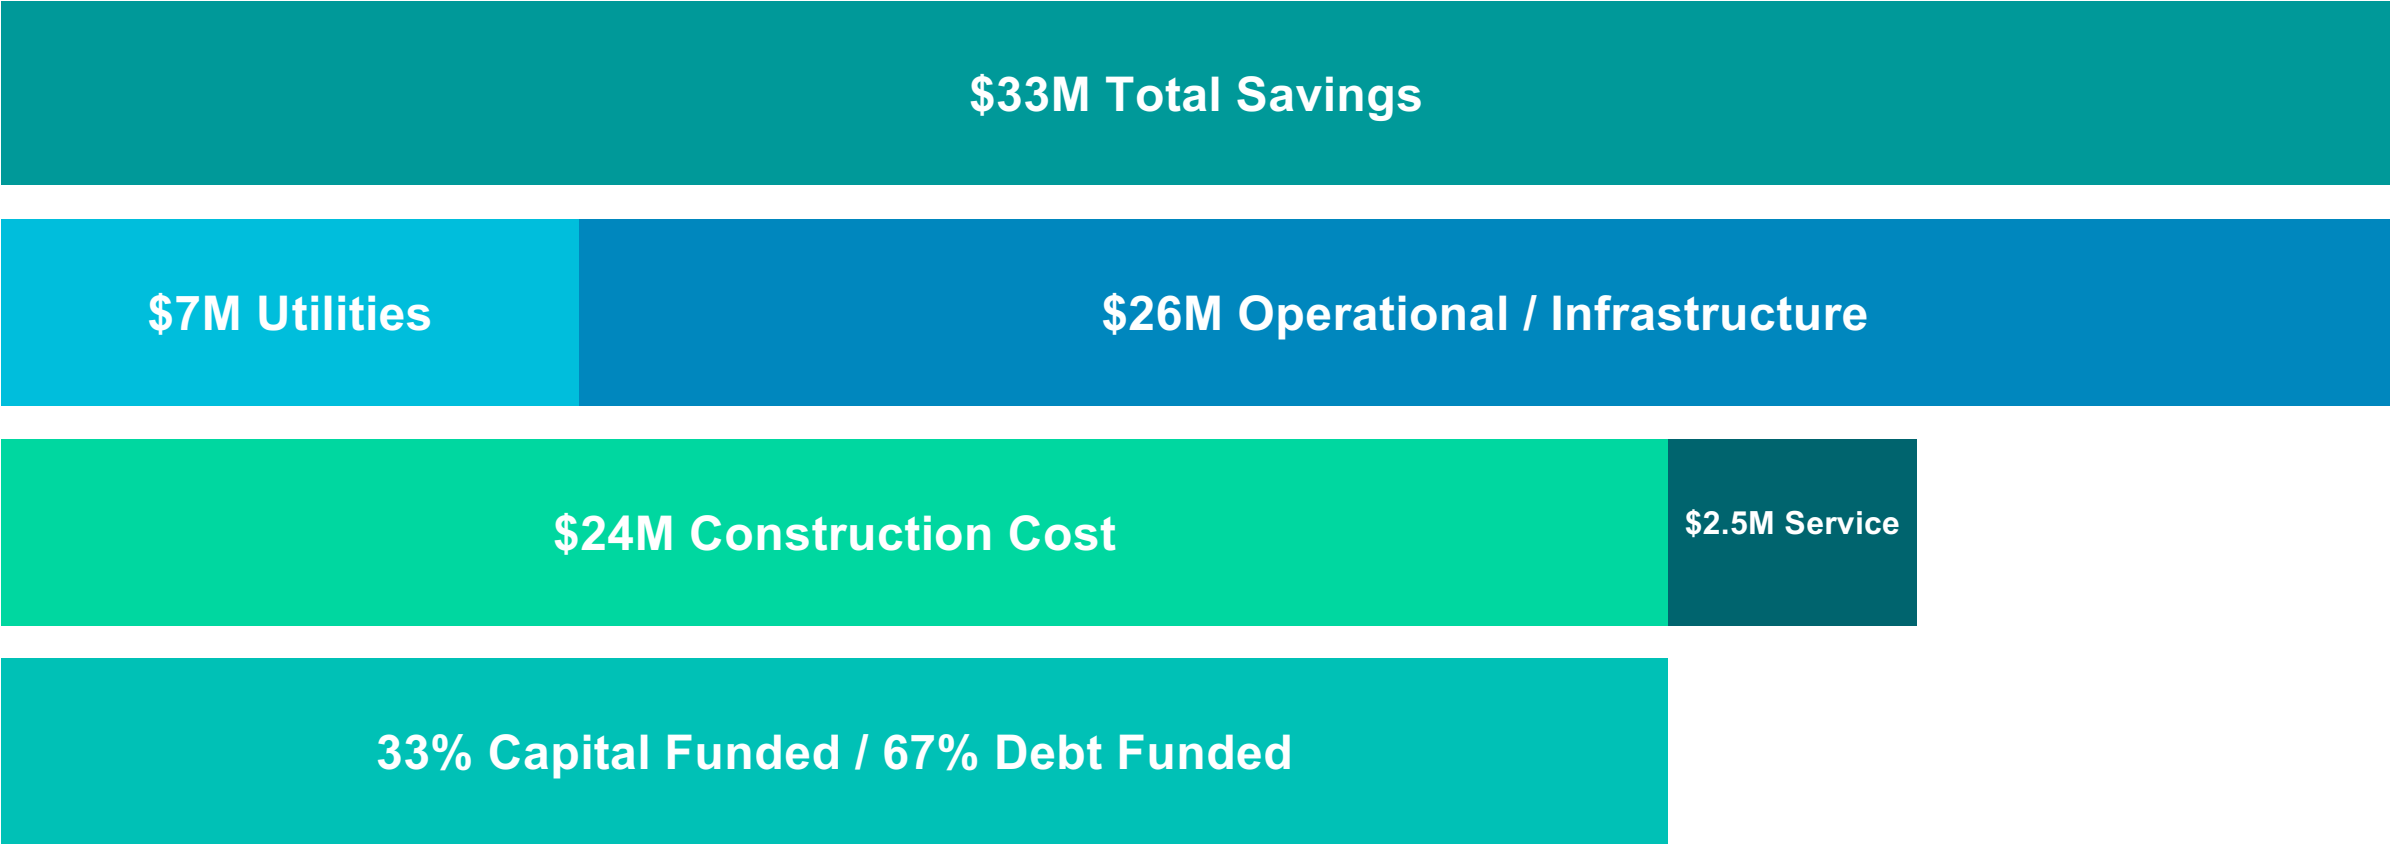 $33M Total Savings
$7M Utilities
$26M Operational / Infrastructure
$24M Construction Cost
$2.5M Service
33% Capital Funded / 67% Debt Funded